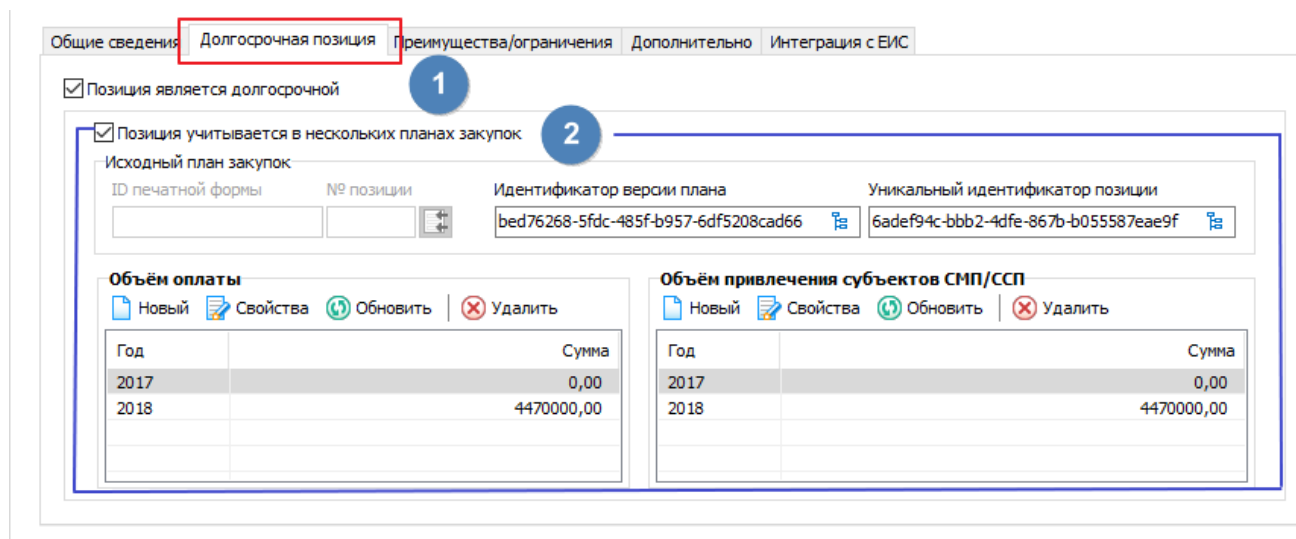 Общие сведения Долгосрочная позиция Преимущества/ограничения Дополнительно Интеграция с ЕИС
1
Позиция является долгосрочной
Позиция учитывается в нескольких планах закупок 2
Исходный план закупок
ID печатной формы № позиции Идентификатор версии плана Уникальный идентификатор позиции
bed76268-5fdc-485f-b957-6df5208cad66 6adef94c-bbb2-4dfe-867b-b055587eae9f
Объём оплаты Объём привлечения субъектов СМП/ССП
Новый Свойства Обновить Удалить Новый Свойства Обновить Удалить
Год Сумма Год Сумма
2017 0,00 2017 0,00
2018 4470000,00 2018 4470000,00